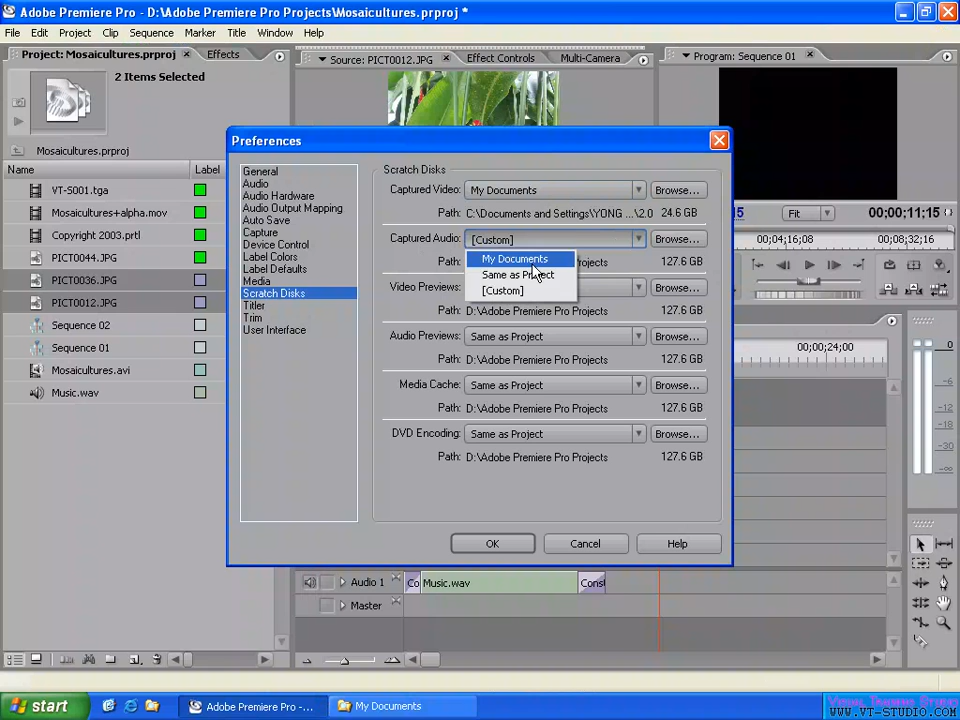 Adobe Premiere Pro - D:\Adobe Premiere Pro Projects\Mosaicultures.prproj *
File Edit Project Clip Sequence Marker Title Window Help
Project: Mosaicultures.prproj Effects
Source: PICT0012.JPG Effect Controls Multi-Camera
Program: Sequence 01
2 Items Selected
Mosaicultures.prproj
Name Label
VT-S001.tga
Mosaicultures+alpha.mov
Copyright 2003.prtl
PICT0044.JPG
PICT0036.JPG
PICT0012.JPG
Sequence 02
Sequence 01
Mosaicultures.avi
Music.wav
Preferences
General
Audio
Audio Hardware
Audio Output Mapping
Auto Save
Capture
Device Control
Label Colors
Label Defaults
Media
Scratch Disks
Titler
Trim
User Interface
Scratch Disks
Captured Video: My Documents Browse...
Path: C:\Documents and Settings\YONG ...\2.0 24.6 GB
Captured Audio: [Custom] Browse...
My Documents
Same as Project
[Custom]
Path: Projects 127.6 GB
Video Previews: Browse...
Path: D:\Adobe Premiere Pro Projects 127.6 GB
Audio Previews: Same as Project Browse...
Path: D:\Adobe Premiere Pro Projects 127.6 GB
Media Cache: Same as Project Browse...
Path: D:\Adobe Premiere Pro Projects 127.6 GB
DVD Encoding: Same as Project Browse...
Path: D:\Adobe Premiere Pro Projects 127.6 GB
OK Cancel Help
Fit 00;00;11;15
00;04;16;08 00;08;32;16
00;00;24;00
0
-6
-12
-18
Audio 1 Co Music.wav Const
Master
start Adobe Premiere Pro - ... My Documents
Visual Training Studio
WWW.VT-STUDIO.COM